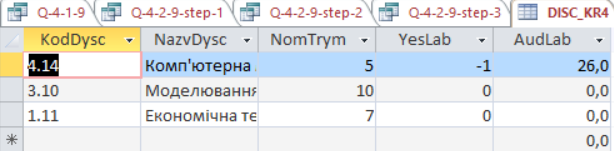 Q-4-1-9 Q-4-2-9-step-1 Q-4-2-9-step-2 Q-4-2-9-step-3 DISC_KR4
KodDysc NazvDysc NomTrym YesLab AudLab
4.14 Комп'ютерна 5 -1 26,0
3.10 Моделювання 10 0 0,0
1.11 Економічна те 7 0 0,0
0,0